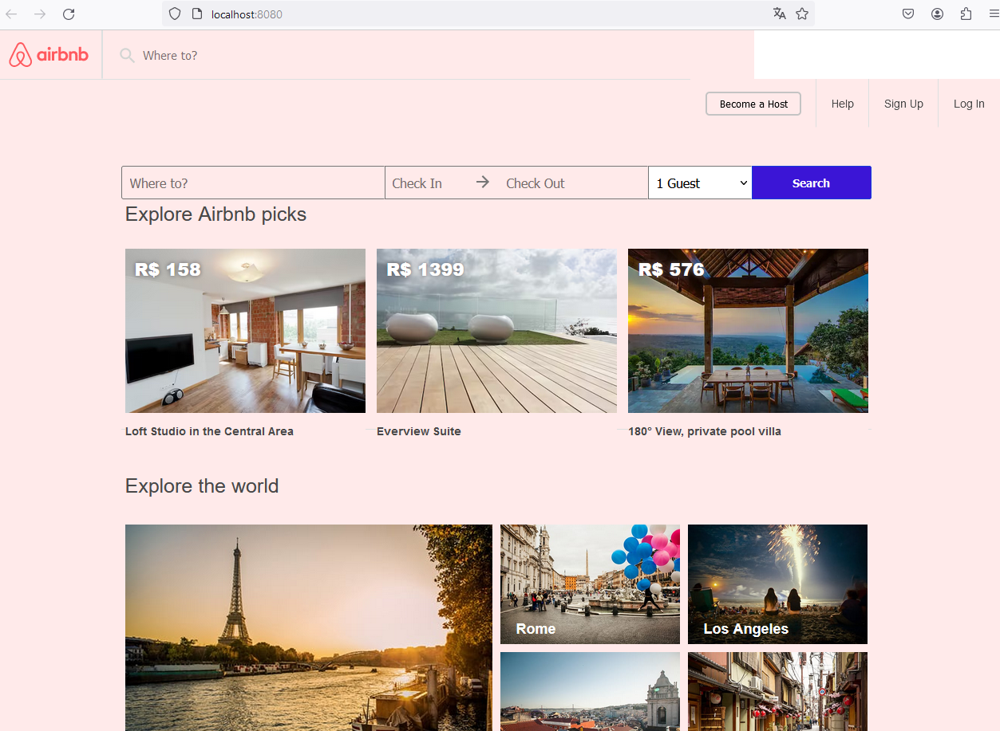 localhost:8080
airbnb
Where to?
Become a Host
Help
Sign Up
Log In
Where to?
Check In
Check Out
1 Guest
Search
Explore Airbnb picks
R$ 158
R$ 1399
R$ 576
Loft Studio in the Central Area
Everview Suite
180° View, private pool villa
Explore the world
Rome
Los Angeles